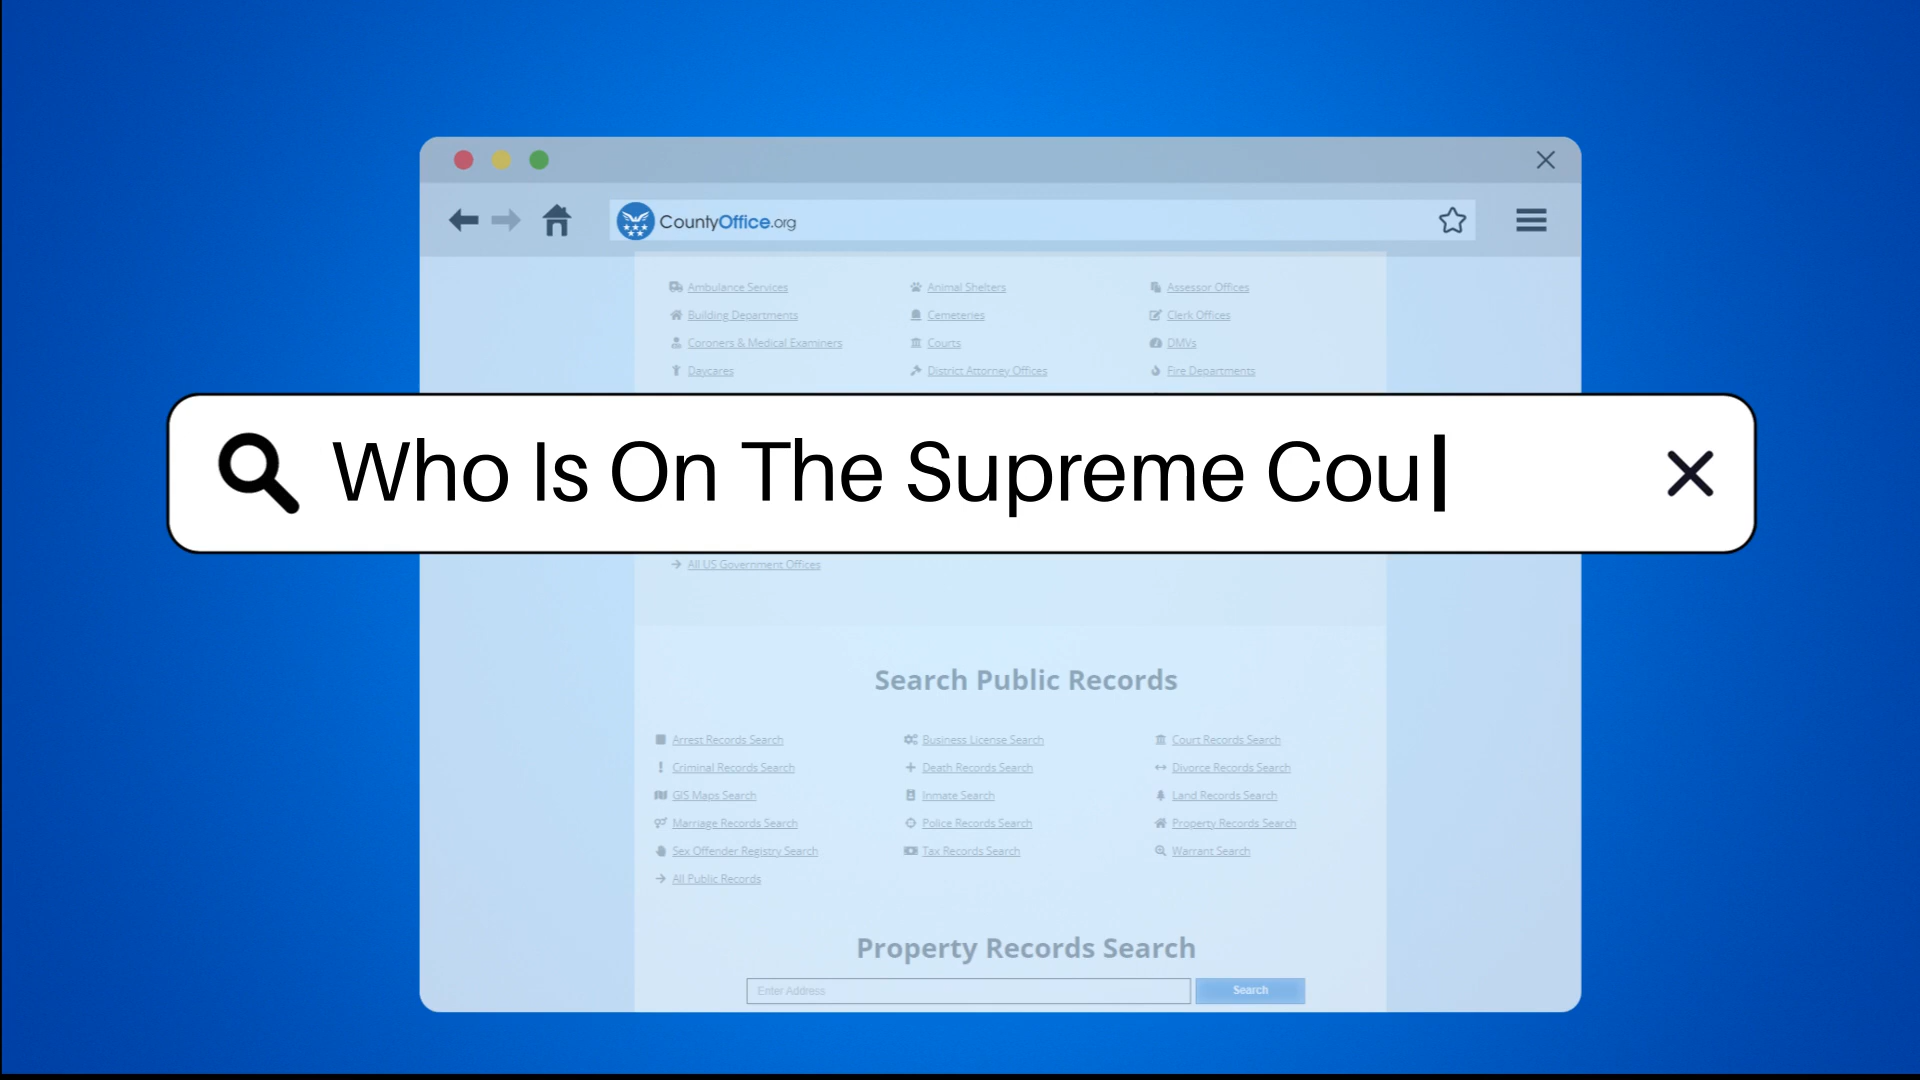 CountyOffice.org
Ambulance Services Animal Shelters Assessor Offices
Building Departments Cemeteries Clerk Offices
Coroners & Medical Examiners Courts DMVs
Daycares District Attorney Offices Fire Departments
Who Is On The Supreme Cou
All US Government Offices
Search Public Records
Arrest Records Search Business License Search Court Records Search
Criminal Records Search Death Records Search Divorce Records Search
GIS Maps Search Inmate Search Land Records Search
Marriage Records Search Police Records Search Property Records Search
Sex Offender Registry Search Tax Records Search Warrant Search
All Public Records
Property Records Search
Enter Address Search